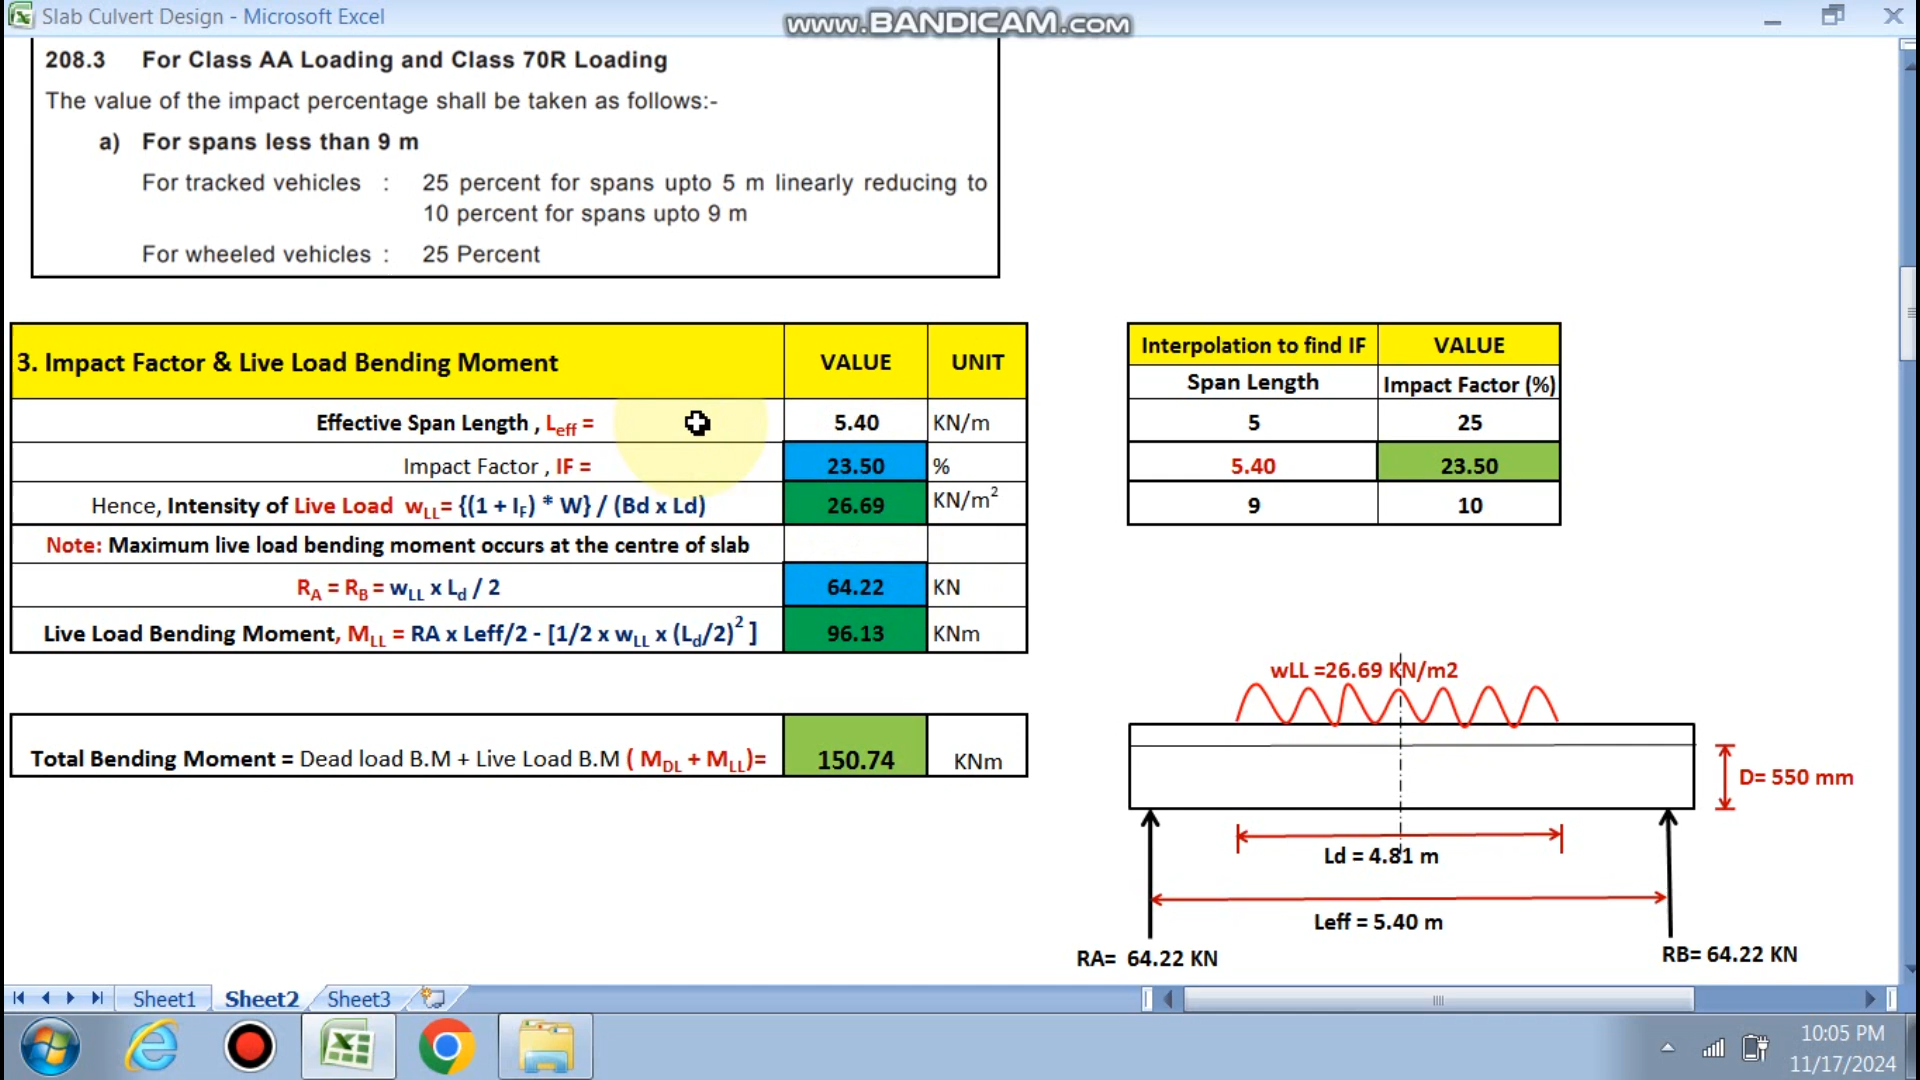 Slab Culvert Design - Microsoft Excel
www.BANDICAM.com
208.3 For Class AA Loading and Class 70R Loading
The value of the impact percentage shall be taken as follows:-
a) For spans less than 9 m
For tracked vehicles : 25 percent for spans upto 5 m linearly reducing to
10 percent for spans upto 9 m
For wheeled vehicles : 25 Percent
3. Impact Factor & Live Load Bending Moment VALUE UNIT
Effective Span Length , Leff = 5.40 KN/m
Impact Factor , IF = 23.50 %
Hence, Intensity of Live Load wLL= {(1 + IF) * W} / (Bd x Ld) 26.69 KN/m2
Note: Maximum live load bending moment occurs at the centre of slab
RA = RB = wLL x Ld / 2 64.22 KN
Live Load Bending Moment, MLL = RA x Leff/2 - [1/2 x wLL x (Ld/2)2 ] 96.13 KNm
Total Bending Moment = Dead load B.M + Live Load B.M ( MDL + MLL)= 150.74 KNm
Interpolation to find IF VALUE
Span Length Impact Factor (%)
5 25
5.40 23.50
9 10
wLL =26.69 KN/m2
D= 550 mm
Ld = 4.81 m
Leff = 5.40 m
RA= 64.22 KN
RB= 64.22 KN
Sheet1 Sheet2 Sheet3
10:05 PM
11/17/2024